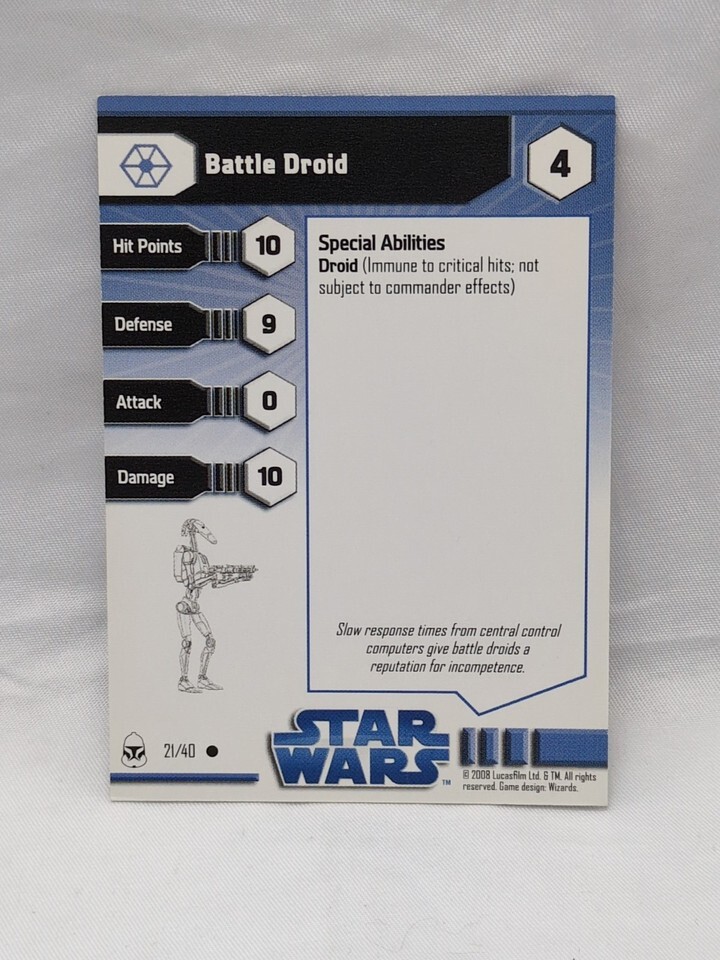 Battle Droid
4
Hit Points 10
Defense 9
Attack 0
Damage 10
Special Abilities
Droid (Immune to critical hits; not
subject to commander effects)
Slow response times from central control
computers give battle droids a
reputation for incompetence.
21/40
STAR
WARS™
© 2008 Lucasfilm Ltd. & TM. All rights
reserved. Game design: Wizards.